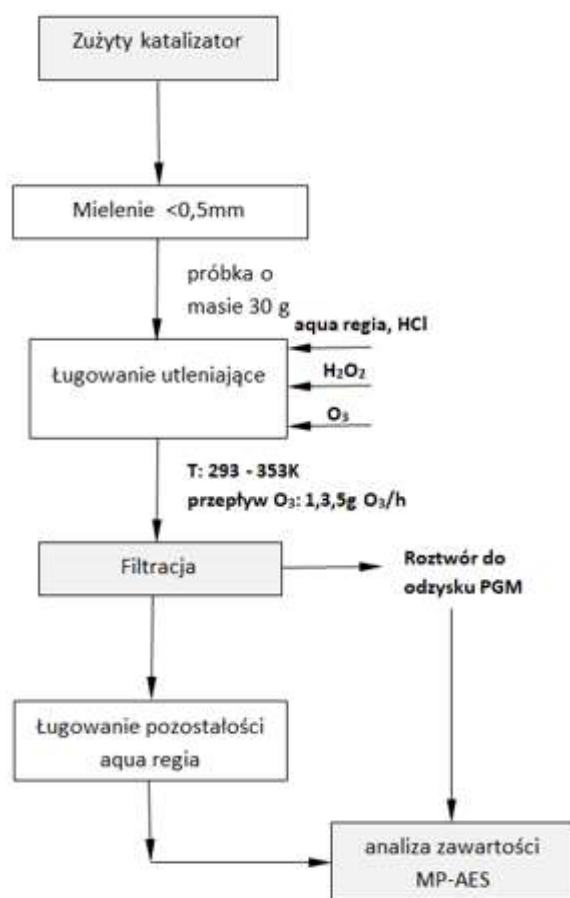 Zużyty katalizator
Mielenie <0,5mm
próbka o
masie 30 g
aqua regia, HCl
Ługowanie utleniające
H₂O₂
O₃
T: 293 - 353K
przepływ O₃: 1,3,5g O₃/h
Filtracja
Roztwór do
odzysku PGM
Ługowanie pozostałości
aqua regia
analiza zawartości
MP-AES